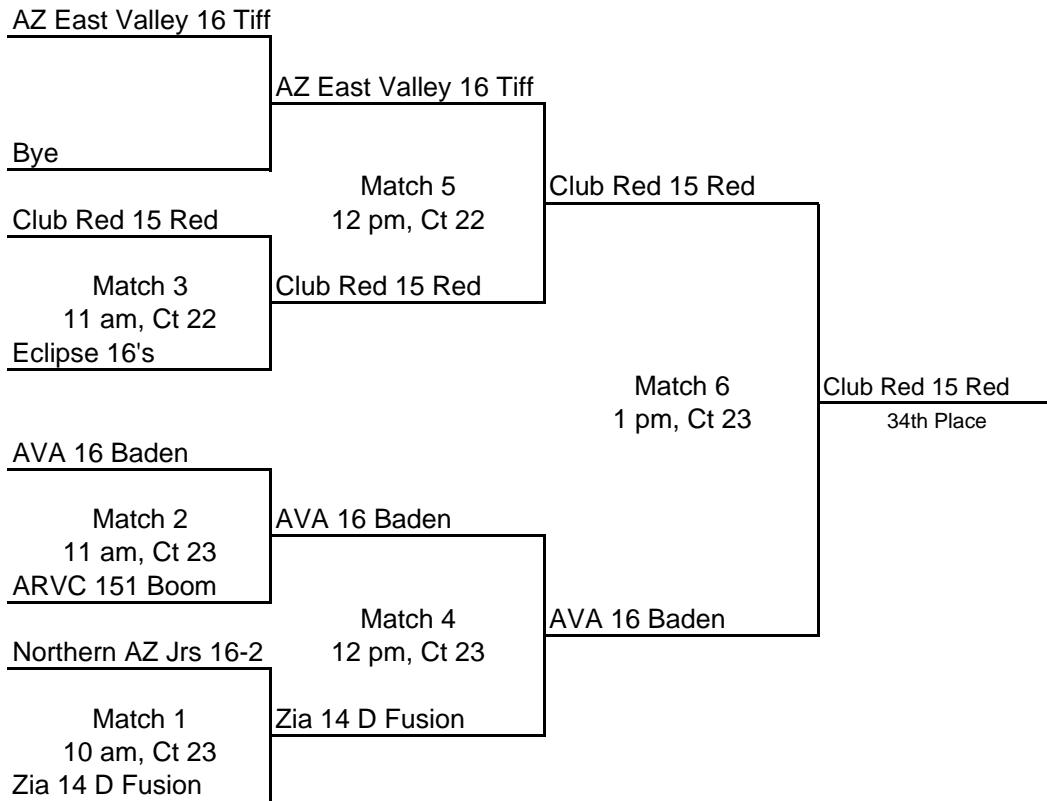 AZ East Valley 16 Tiff
AZ East Valley 16 Tiff
Bye
Match 5
12 pm, Ct 22
Club Red 15 Red
Club Red 15 Red
Match 3
11 am, Ct 22
Club Red 15 Red
Eclipse 16's
Match 6
1 pm, Ct 23
Club Red 15 Red
34th Place
AVA 16 Baden
Match 2
11 am, Ct 23
AVA 16 Baden
ARVC 151 Boom
Match 4
12 pm, Ct 23
AVA 16 Baden
Northern AZ Jrs 16-2
Match 1
10 am, Ct 23
Zia 14 D Fusion
Zia 14 D Fusion